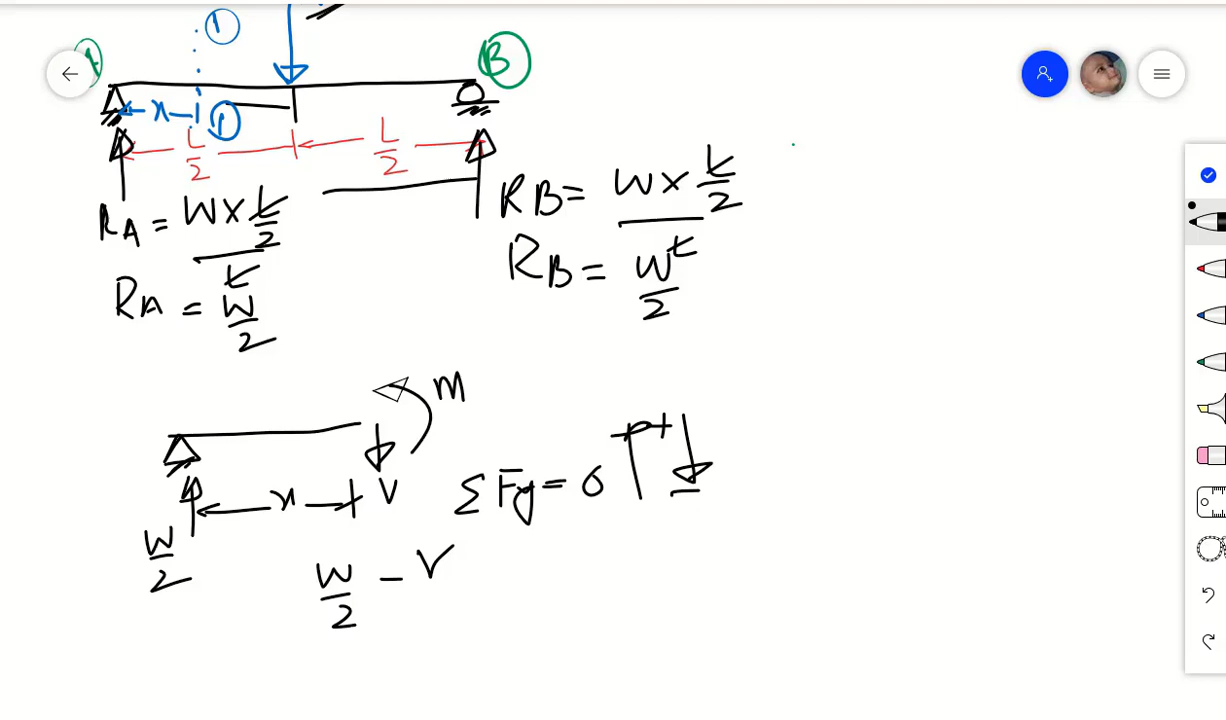 ①
A B
x ①
L/2 L/2
RA = W x L/2 / L
RB = W x L/2 / L
RA = W/2
RB = W/2
M
x V
ΣFy = 0 ↑+ ↓-
W/2
W/2 - V